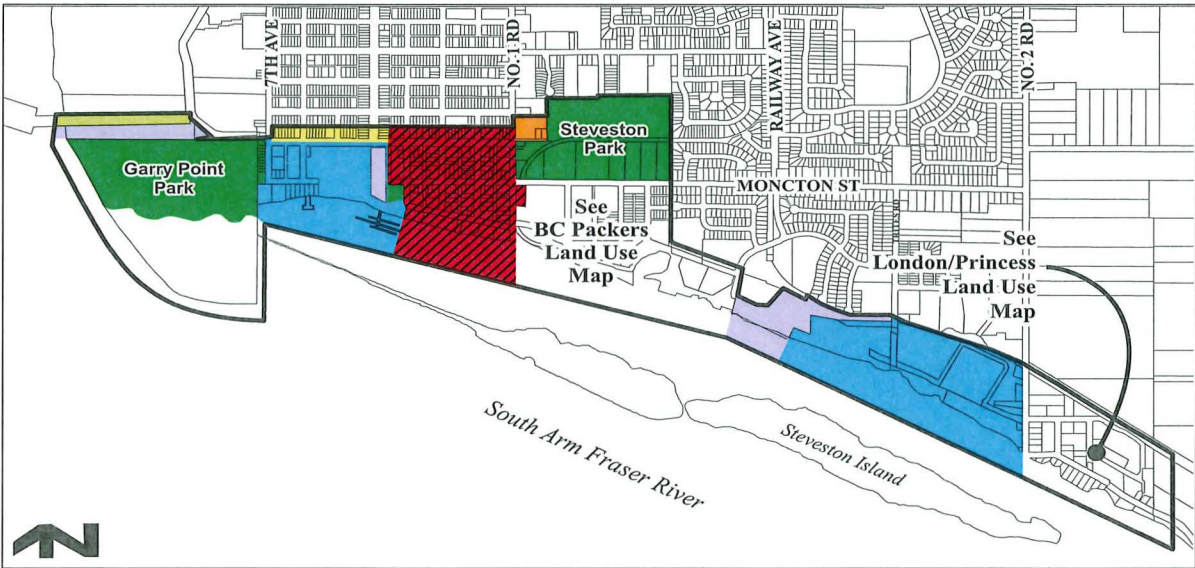 7TH AVE
NO. 1 RD
RAILWAY AVE
NO. 2 RD
Garry Point
Park
Steveston
Park
MONCTON ST
See
BC Packers
Land Use
Map
See
London/Princess
Land Use
Map
South Arm Fraser River
Steveston Island
N